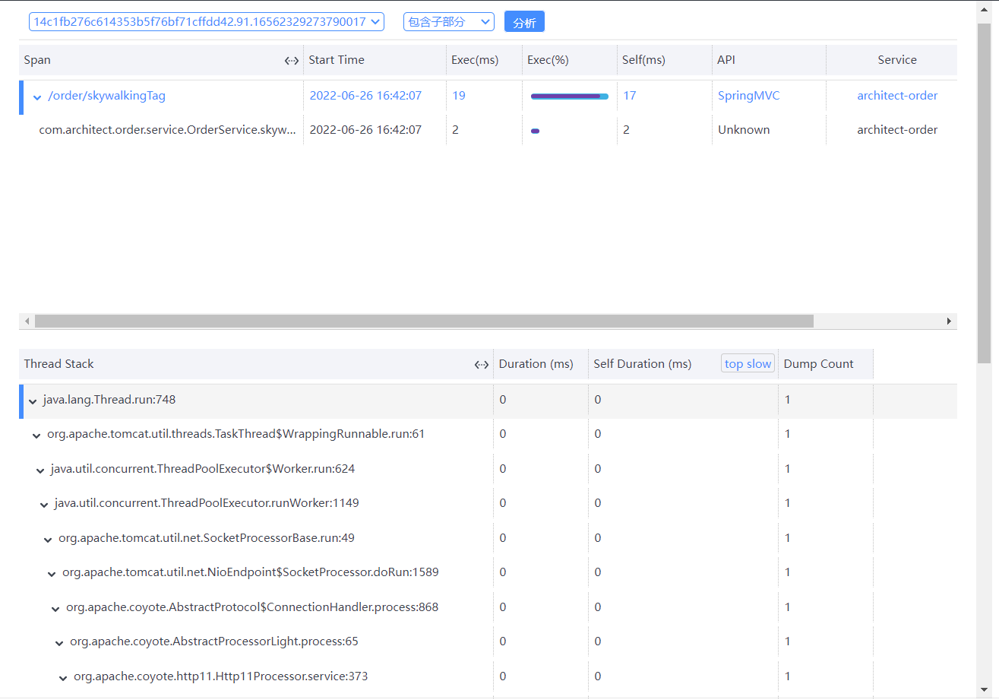 14c1fb276c614353b5f76bf71cffdd42.91.16562329273790017 包含子部分 分析
Span Start Time Exec(ms) Exec(%) Self(ms) API Service
/order/skywalkingTag 2022-06-26 16:42:07 19 17 SpringMVC architect-order
com.architect.order.service.OrderService.skyw... 2022-06-26 16:42:07 2 2 Unknown architect-order
Thread Stack Duration (ms) Self Duration (ms) top slow Dump Count
java.lang.Thread.run:748 0 0 1
org.apache.tomcat.util.threads.TaskThread$WrappingRunnable.run:61 0 0 1
java.util.concurrent.ThreadPoolExecutor$Worker.run:624 0 0 1
java.util.concurrent.ThreadPoolExecutor.runWorker:1149 0 0 1
org.apache.tomcat.util.net.SocketProcessorBase.run:49 0 0 1
org.apache.tomcat.util.net.NioEndpoint$SocketProcessor.doRun:1589 0 0 1
org.apache.coyote.AbstractProtocol$ConnectionHandler.process:868 0 0 1
org.apache.coyote.AbstractProcessorLight.process:65 0 0 1
org.apache.coyote.http11.Http11Processor.service:373 0 0 1